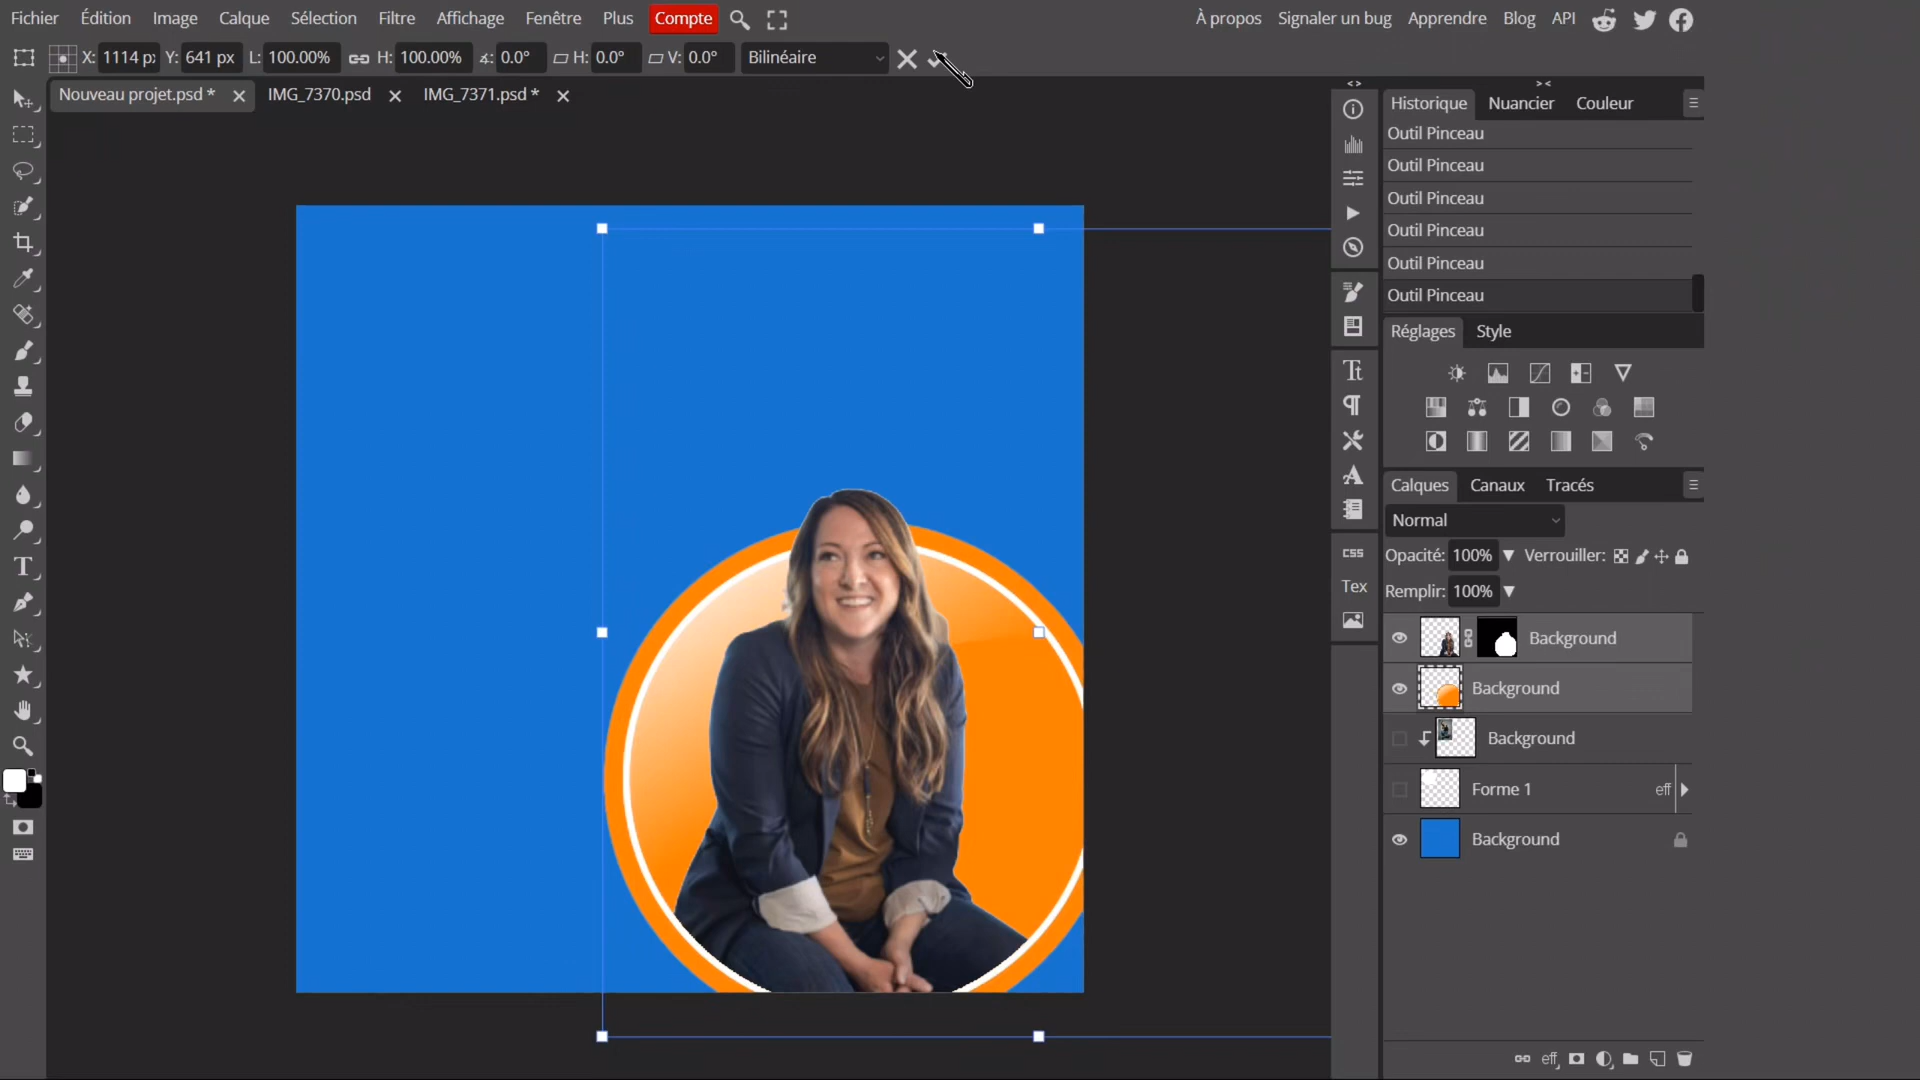 Fichier Édition Image Calque Sélection Filtre Affichage Fenêtre Plus Compte À propos Signaler un bug Apprendre Blog API
X: 1114 px Y: 641 px L: 100.00% H: 100.00% 0.0° H: 0.0° V: 0.0° Bilinéaire
Nouveau projet.psd * IMG_7370.psd IMG_7371.psd *
Historique Nuancier Couleur
Outil Pinceau
Outil Pinceau
Outil Pinceau
Outil Pinceau
Outil Pinceau
Outil Pinceau
Réglages Style
Calques Canaux Tracés
Normal
Opacité: 100% Verrouiller:
CSS
Tex
Remplir: 100%
Background
Background
Background
Forme 1 eff
Background
eff